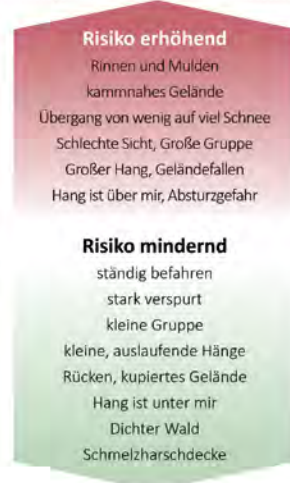 Risiko erhöhend
Rinnen und Mulden
kammnahes Gelände
Übergang von wenig auf viel Schnee
Schlechte Sicht, Große Gruppe
Großer Hang, Geländefallen
Hang ist über mir, Absturzgefahr
Risiko mindernd
ständig befahren
stark verspurt
kleine Gruppe
kleine, auslaufende Hänge
Rücken, kupiertes Gelände
Hang ist unter mir
Dichter Wald
Schmelzharschdecke